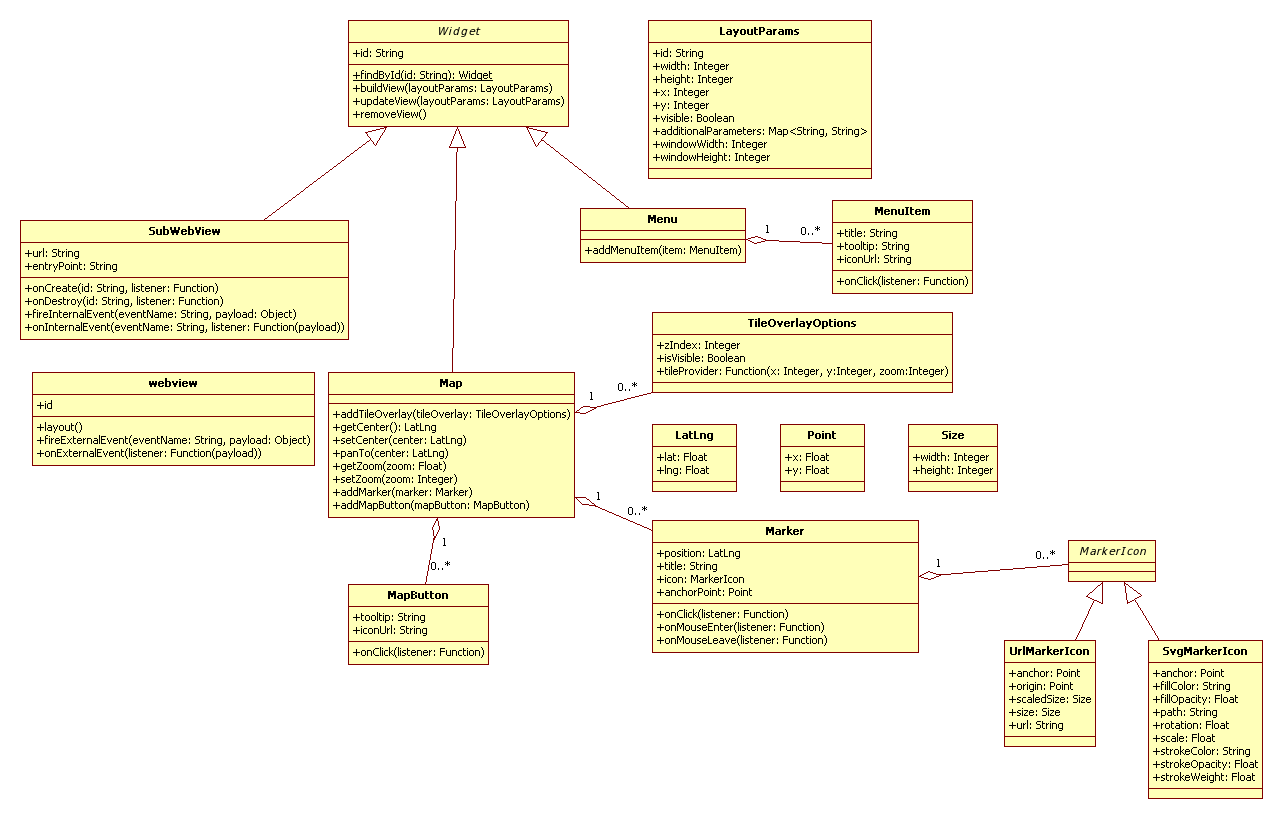 Widget
+id: String
+findById(id: String): Widget
+buildView(layoutParams: LayoutParams)
+updateView(layoutParams: LayoutParams)
+removeView()
LayoutParams
+id: String
+width: Integer
+height: Integer
+x: Integer
+y: Integer
+visible: Boolean
+additionalParameters: Map<String, String>
+windowWidth: Integer
+windowHeight: Integer
SubWebView
+url: String
+entryPoint: String
+onCreate(id: String, listener: Function)
+onDestroy(id: String, listener: Function)
+fireInternalEvent(eventName: String, payload: Object)
+onInternalEvent(eventName: String, listener: Function(payload))
Menu
+addMenuItem(item: MenuItem)
1
0..*
MenuItem
+title: String
+tooltip: String
+iconUrl: String
+onClick(listener: Function)
TileOverlayOptions
+zIndex: Integer
+isVisible: Boolean
+tileProvider: Function(x: Integer, y:Integer, zoom:Integer)
webview
+id
+layout()
+fireExternalEvent(eventName: String, payload: Object)
+onExternalEvent(listener: Function(payload))
Map
+addTileOverlay(tileOverlay: TileOverlayOptions)
+getCenter(): LatLng
+setCenter(center: LatLng)
+panTo(center: LatLng)
+getZoom(zoom: Float)
+setZoom(zoom: Integer)
+addMarker(marker: Marker)
+addMapButton(mapButton: MapButton)
1
0..*
LatLng
+lat: Float
+lng: Float
Point
+x: Float
+y: Float
Size
+width: Integer
+height: Integer
1
0..*
Marker
+position: LatLng
+title: String
+icon: MarkerIcon
+anchorPoint: Point
+onClick(listener: Function)
+onMouseEnter(listener: Function)
+onMouseLeave(listener: Function)
1
0..*
MarkerIcon
1
0..*
MapButton
+tooltip: String
+iconUrl: String
+onClick(listener: Function)
UrlMarkerIcon
+anchor: Point
+origin: Point
+scaledSize: Size
+size: Size
+url: String
SvgMarkerIcon
+anchor: Point
+fillColor: String
+fillOpacity: Float
+path: String
+rotation: Float
+scale: Float
+strokeColor: String
+strokeOpacity: Float
+strokeWeight: Float